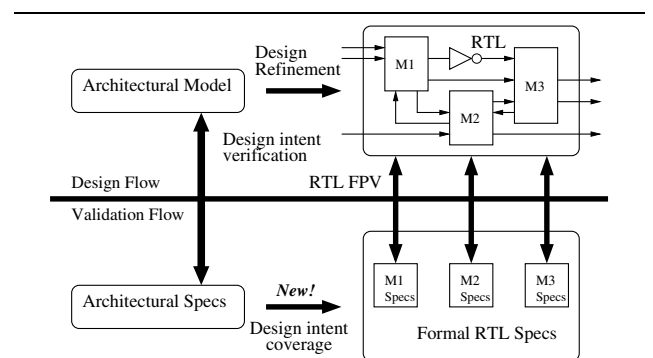 Design
Refinement
RTL
M1
M3
M2
Architectural Model
Design intent
verification
Design Flow
RTL FPV
Validation Flow
Architectural Specs
New!
Design intent
coverage
M1
Specs
M2
Specs
M3
Specs
Formal RTL Specs